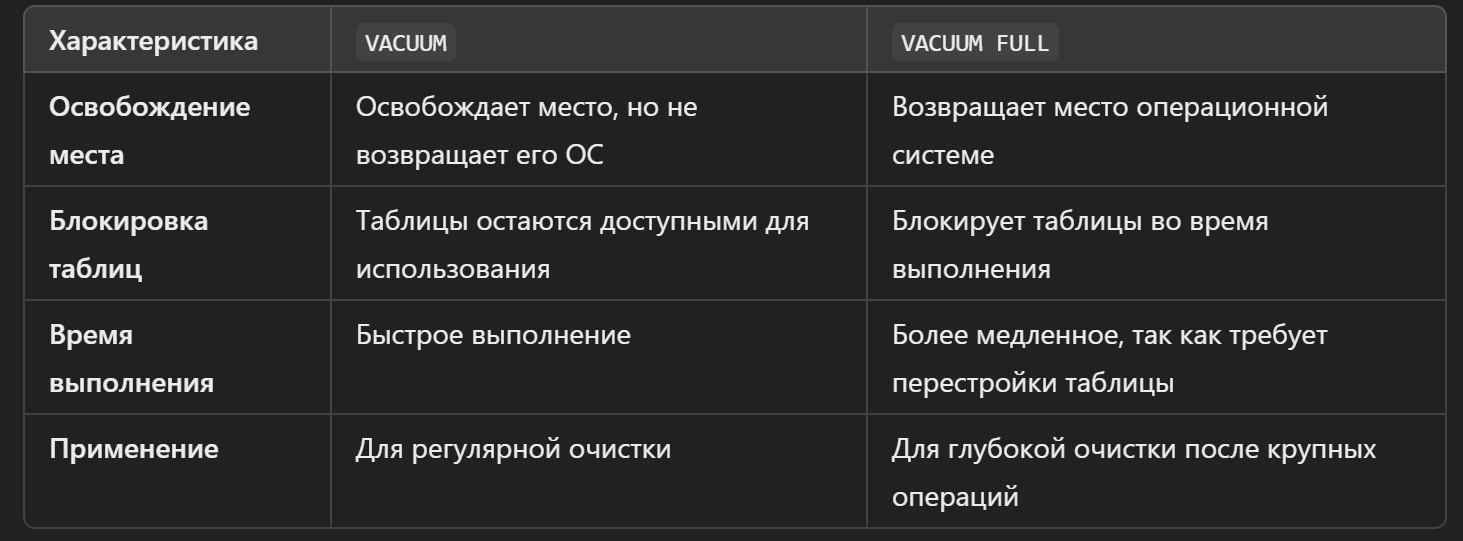 Характеристика VACUUM VACUUM FULL
Освобождение места Освобождает место, но не возвращает его ОС Возвращает место операционной системе
Блокировка таблиц Таблицы остаются доступными для использования Блокирует таблицы во время выполнения
Время выполнения Быстрое выполнение Более медленное, так как требует перестройки таблицы
Применение Для регулярной очистки Для глубокой очистки после крупных операций